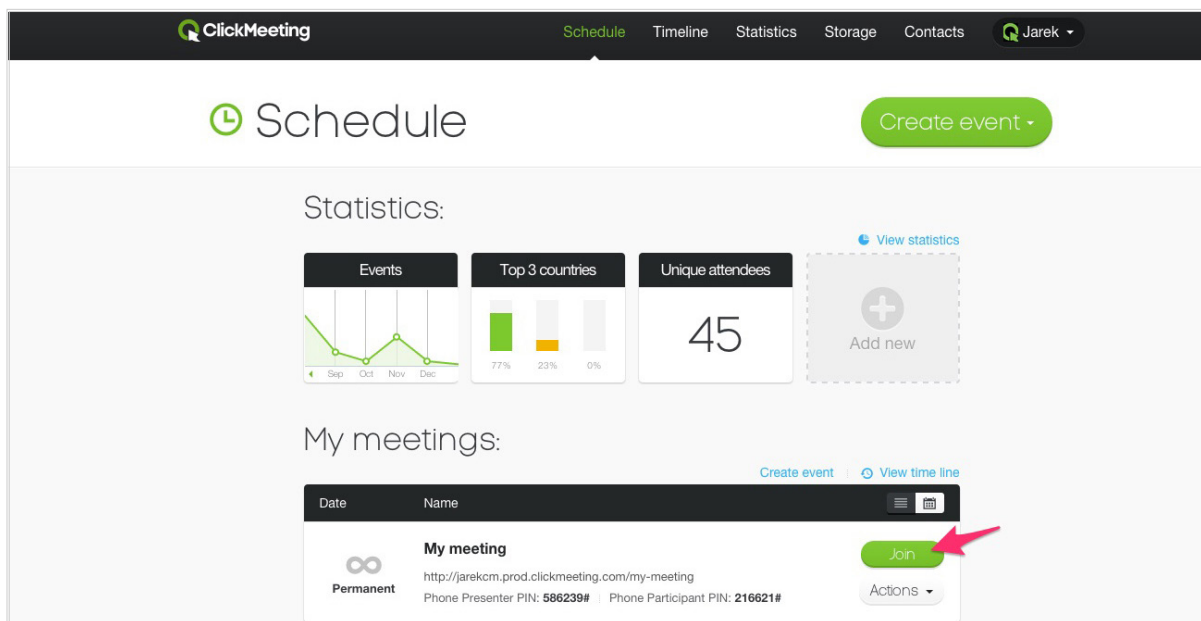 ClickMeeting Schedule Timeline Statistics Storage Contacts Jarek
Schedule Create event
Statistics:
View statistics
Events Top 3 countries Unique attendees
45
Add new
77% 23% 0%
Sep Oct Nov Dec
My meetings:
Create event View time line
Date Name
My meeting Join
http://jarekcm.prod.clickmeeting.com/my-meeting
Permanent Actions
Phone Presenter PIN: 586239# Phone Participant PIN: 216621#